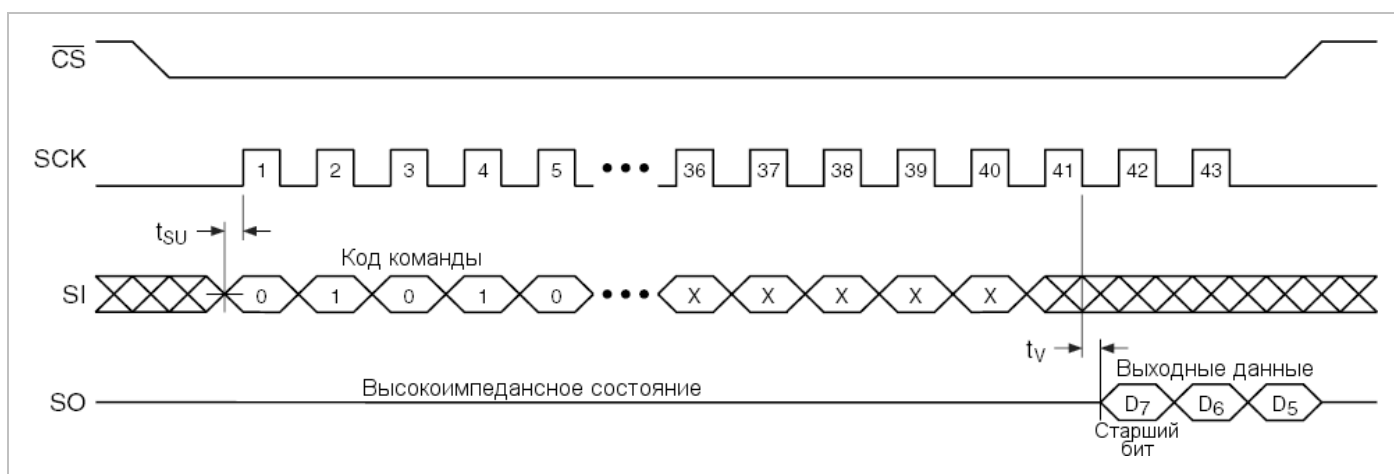 CS
SCK 1 2 3 4 5 ••• 36 37 38 39 40 41 42 43
tSU
Код команды
SI 0 1 0 1 0 ••• X X X X X
tV
Выходные данные
Высокоимпедансное состояние
SO D7 D6 D5
Старший
бит